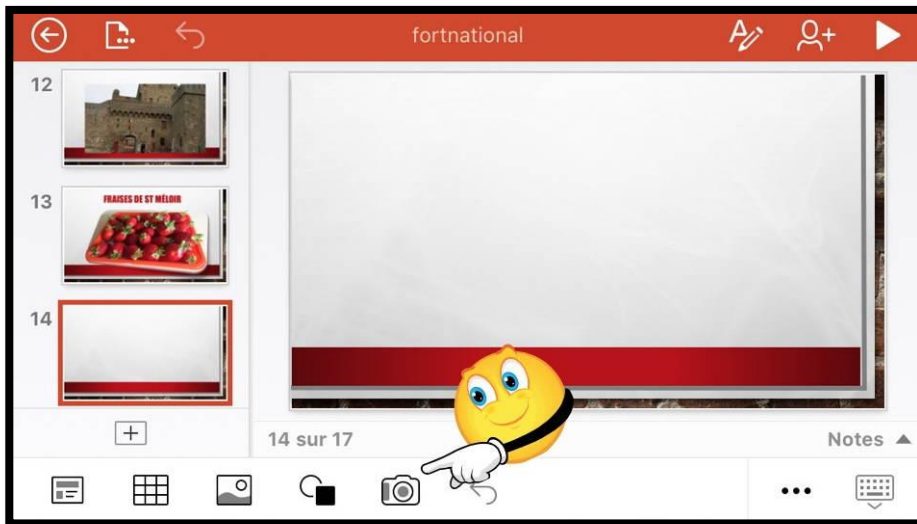 fortnational
12
13
FRAISES DE ST MÉLOIR
14
14 sur 17
Notes